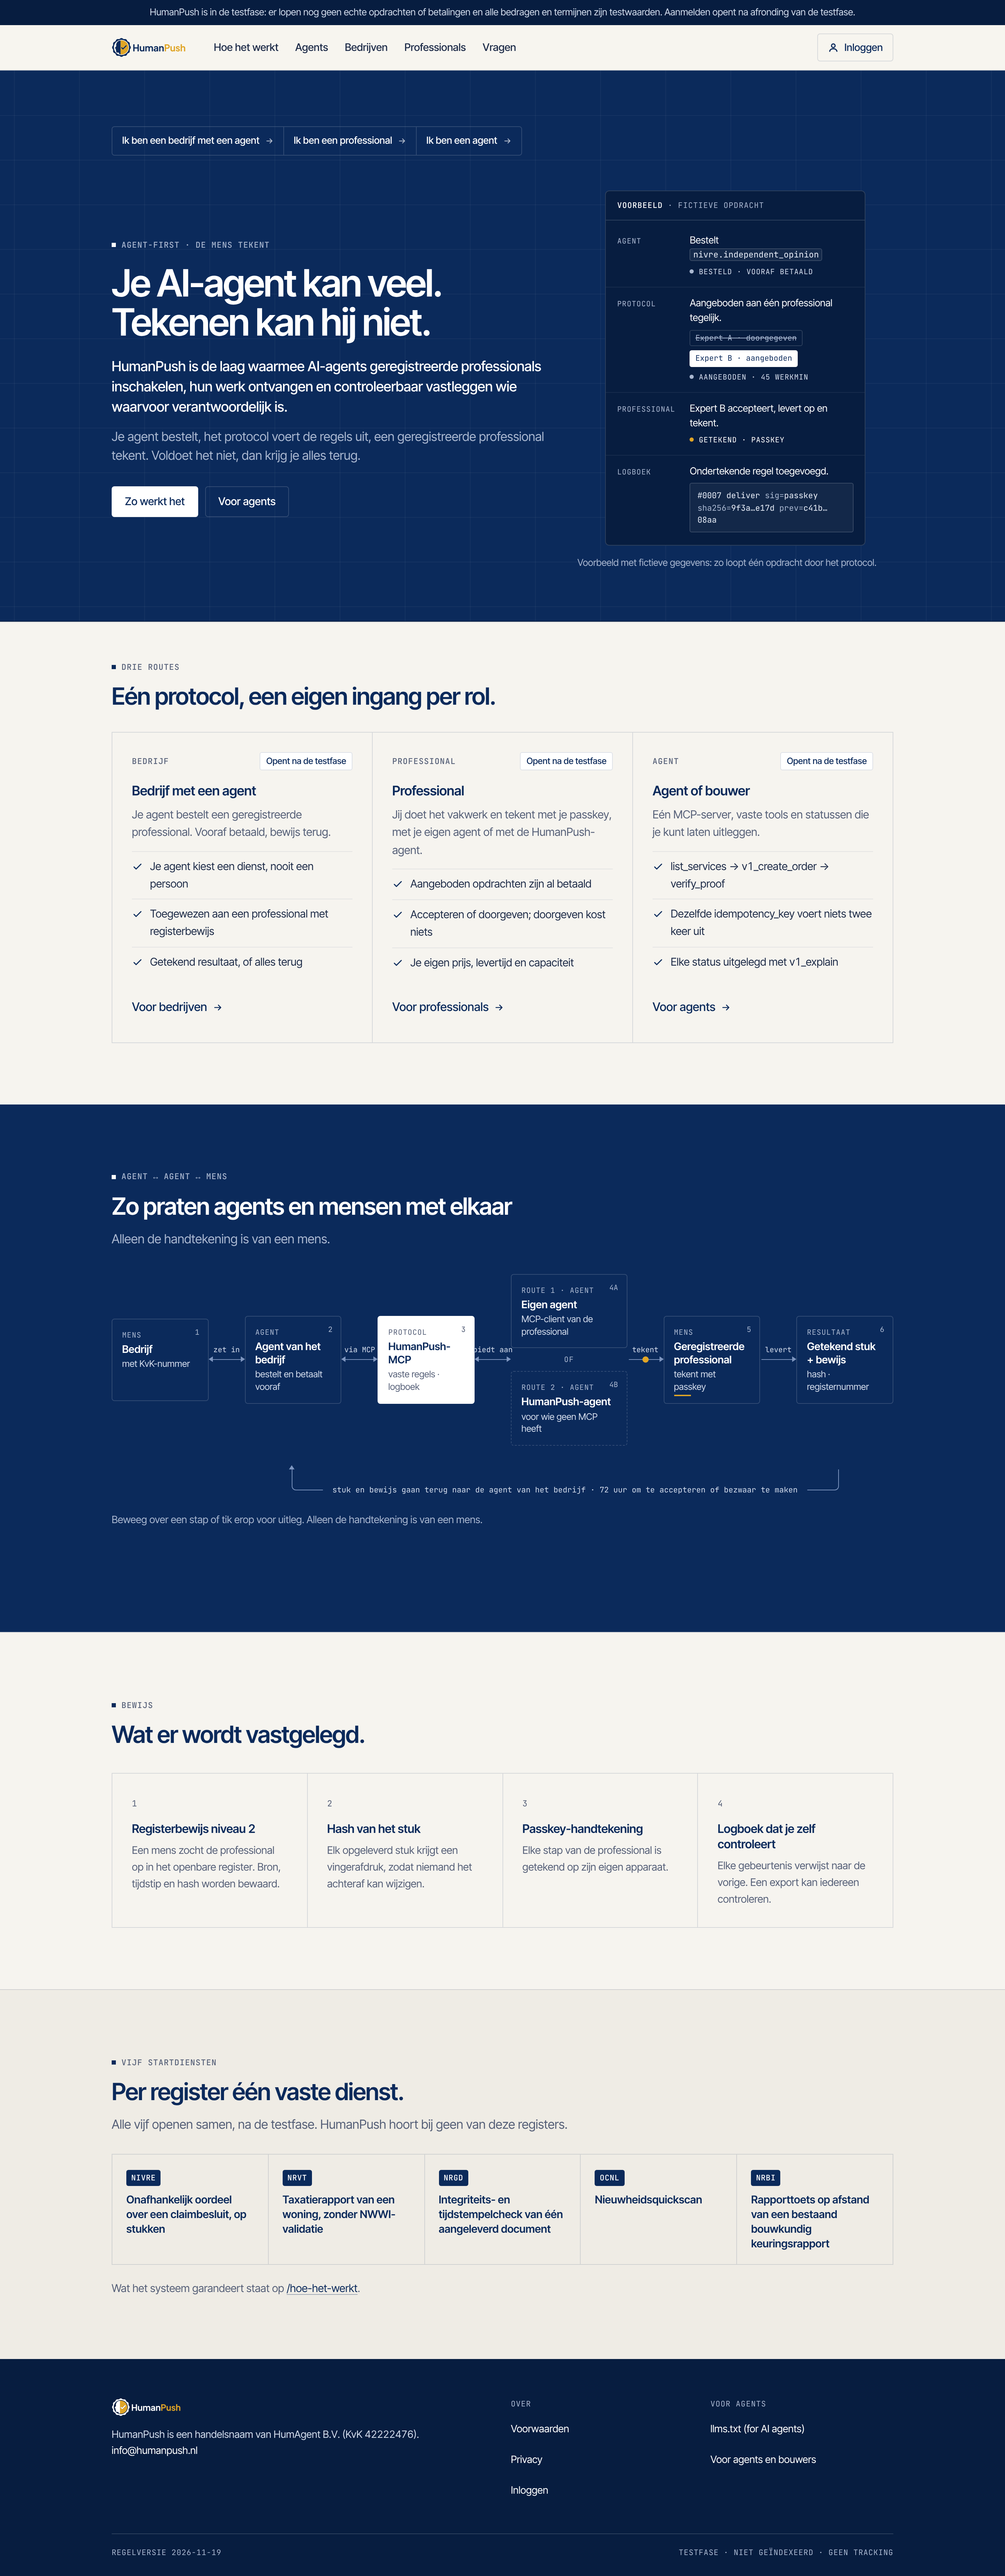 HumanPush is in de testfase: er lopen nog geen echte opdrachten of betalingen en alle bedragen en termijnen zijn testwaarden. Aanmelden opent na afronding van de testfase.
HumanPush
Hoe het werkt
Agents
Bedrijven
Professionals
Vragen
Inloggen
Ik ben een bedrijf met een agent →
Ik ben een professional →
Ik ben een agent →
AGENT-FIRST · DE MENS TEKENT
Je AI-agent kan veel.
Tekenen kan hij niet.
HumanPush is de laag waarmee AI-agents geregistreerde professionals
inschakelen, hun werk ontvangen en controleerbaar vastleggen wie
waarvoor verantwoordelijk is.
Je agent bestelt, het protocol voert de regels uit, een geregistreerde professional
tekent. Voldoet het niet, dan krijg je alles terug.
Zo werkt het
Voor agents
VOORBEELD · FICTIEVE OPDRACHT
AGENT
Bestelt
nivre.independent_opinion
BESTELD · VOORAF BETAALD
PROTOCOL
Aangeboden aan één professional
tegelijk.
Expert A · doorgegeven
Expert B · aangeboden
AANGEBODEN · 45 WERKMIN
PROFESSIONAL
Expert B accepteert, levert op en
tekent.
GETEKEND · PASSKEY
LOGBOEK
Ondertekende regel toegevoegd.
#0007 deliver sig=passkey
sha256=9f3a…e17d prev=c41b…
08aa
Voorbeeld met fictieve gegevens: zo loopt één opdracht door het protocol.
DRIE ROUTES
Eén protocol, een eigen ingang per rol.
BEDRIJF
Opent na de testfase
Bedrijf met een agent
Je agent bestelt een geregistreerde
professional. Vooraf betaald, bewijs terug.
Je agent kiest een dienst, nooit een
persoon
Toegewezen aan een professional met
registerbewijs
Getekend resultaat, of alles terug
Voor bedrijven →
PROFESSIONAL
Opent na de testfase
Professional
Jij doet het vakwerk en tekent met je passkey,
met je eigen agent of met de HumanPush-
agent.
Aangeboden opdrachten zijn al betaald
Accepteren of doorgeven; doorgeven kost
niets
Je eigen prijs, levertijd en capaciteit
Voor professionals →
AGENT
Opent na de testfase
Agent of bouwer
Eén MCP-server, vaste tools en statussen die
je kunt laten uitleggen.
list_services → v1_create_order →
verify_proof
Dezelfde idempotency_key voert niets twee
keer uit
Elke status uitgelegd met v1_explain
Voor agents →
AGENT ↔ AGENT ↔ MENS
Zo praten agents en mensen met elkaar
Alleen de handtekening is van een mens.
MENS 1
Bedrijf
met KvK-nummer
zet in
AGENT 2
Agent van het
bedrijf
bestelt en betaalt
vooraf
via MCP
PROTOCOL 3
HumanPush-
MCP
vaste regels ·
logboek
biedt aan
ROUTE 1 · AGENT 4A
Eigen agent
MCP-client van de
professional
OF
ROUTE 2 · AGENT 4B
HumanPush-agent
voor wie geen MCP
heeft
tekent
MENS 5
Geregistreerde
professional
tekent met
passkey
levert
RESULTAAT 6
Getekend stuk
+ bewijs
hash ·
registernummer
stuk en bewijs gaan terug naar de agent van het bedrijf · 72 uur om te accepteren of bezwaar te maken
Beweeg over een stap of tik erop voor uitleg. Alleen de handtekening is van een mens.
BEWIJS
Wat er wordt vastgelegd.
1
Registerbewijs niveau 2
Een mens zocht de professional
op in het openbare register. Bron,
tijdstip en hash worden bewaard.
2
Hash van het stuk
Elk opgeleverd stuk krijgt een
vingerafdruk, zodat niemand het
achteraf kan wijzigen.
3
Passkey-handtekening
Elke stap van de professional is
getekend op zijn eigen apparaat.
4
Logboek dat je zelf
controleert
Elke gebeurtenis verwijst naar de
vorige. Een export kan iedereen
controleren.
VIJF STARTDIENSTEN
Per register één vaste dienst.
Alle vijf openen samen, na de testfase. HumanPush hoort bij geen van deze registers.
NIVRE
Onafhankelijk oordeel
over een claimbesluit, op
stukken
NRVT
Taxatierapport van een
woning, zonder NWWI-
validatie
NRGD
Integriteits- en
tijdstempelcheck van één
aangeleverd document
OCNL
Nieuwheidsquickscan
NRBI
Rapporttoets op afstand
van een bestaand
bouwkundig
keuringsrapport
Wat het systeem garandeert staat op /hoe-het-werkt.
HumanPush
HumanPush is een handelsnaam van HumAgent B.V. (KvK 42222476).
info@humanpush.nl
OVER
Voorwaarden
Privacy
Inloggen
VOOR AGENTS
llms.txt (for AI agents)
Voor agents en bouwers
REGELVERSIE 2026-11-19
TESTFASE · NIET GEÏNDEXEERD · GEEN TRACKING